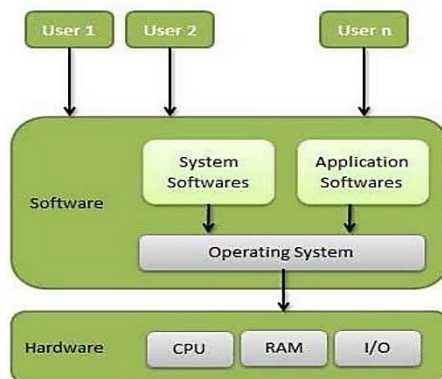 User 1
User 2
User n
System
Softwares
Application
Softwares
Software
Operating System
Hardware
CPU
RAM
I/O